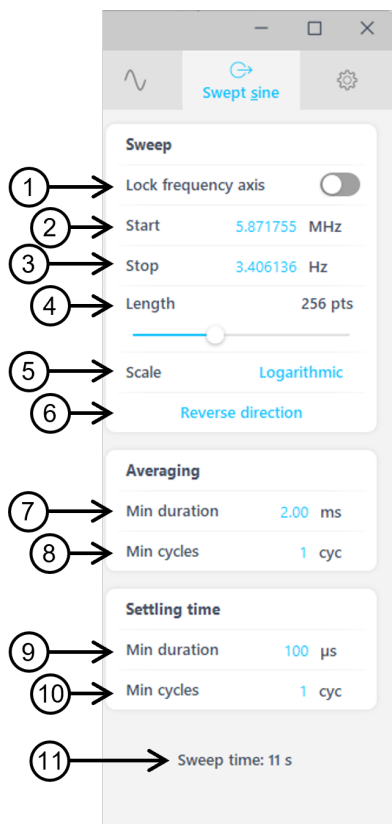 Swept sine
Sweep
1 Lock frequency axis
2 Start 5.871755 MHz
3 Stop 3.406136 Hz
4 Length 256 pts
5 Scale Logarithmic
6 Reverse direction
Averaging
7 Min duration 2.00 ms
8 Min cycles 1 cyc
Settling time
9 Min duration 100 µs
10 Min cycles 1 cyc
11 Sweep time: 11 s